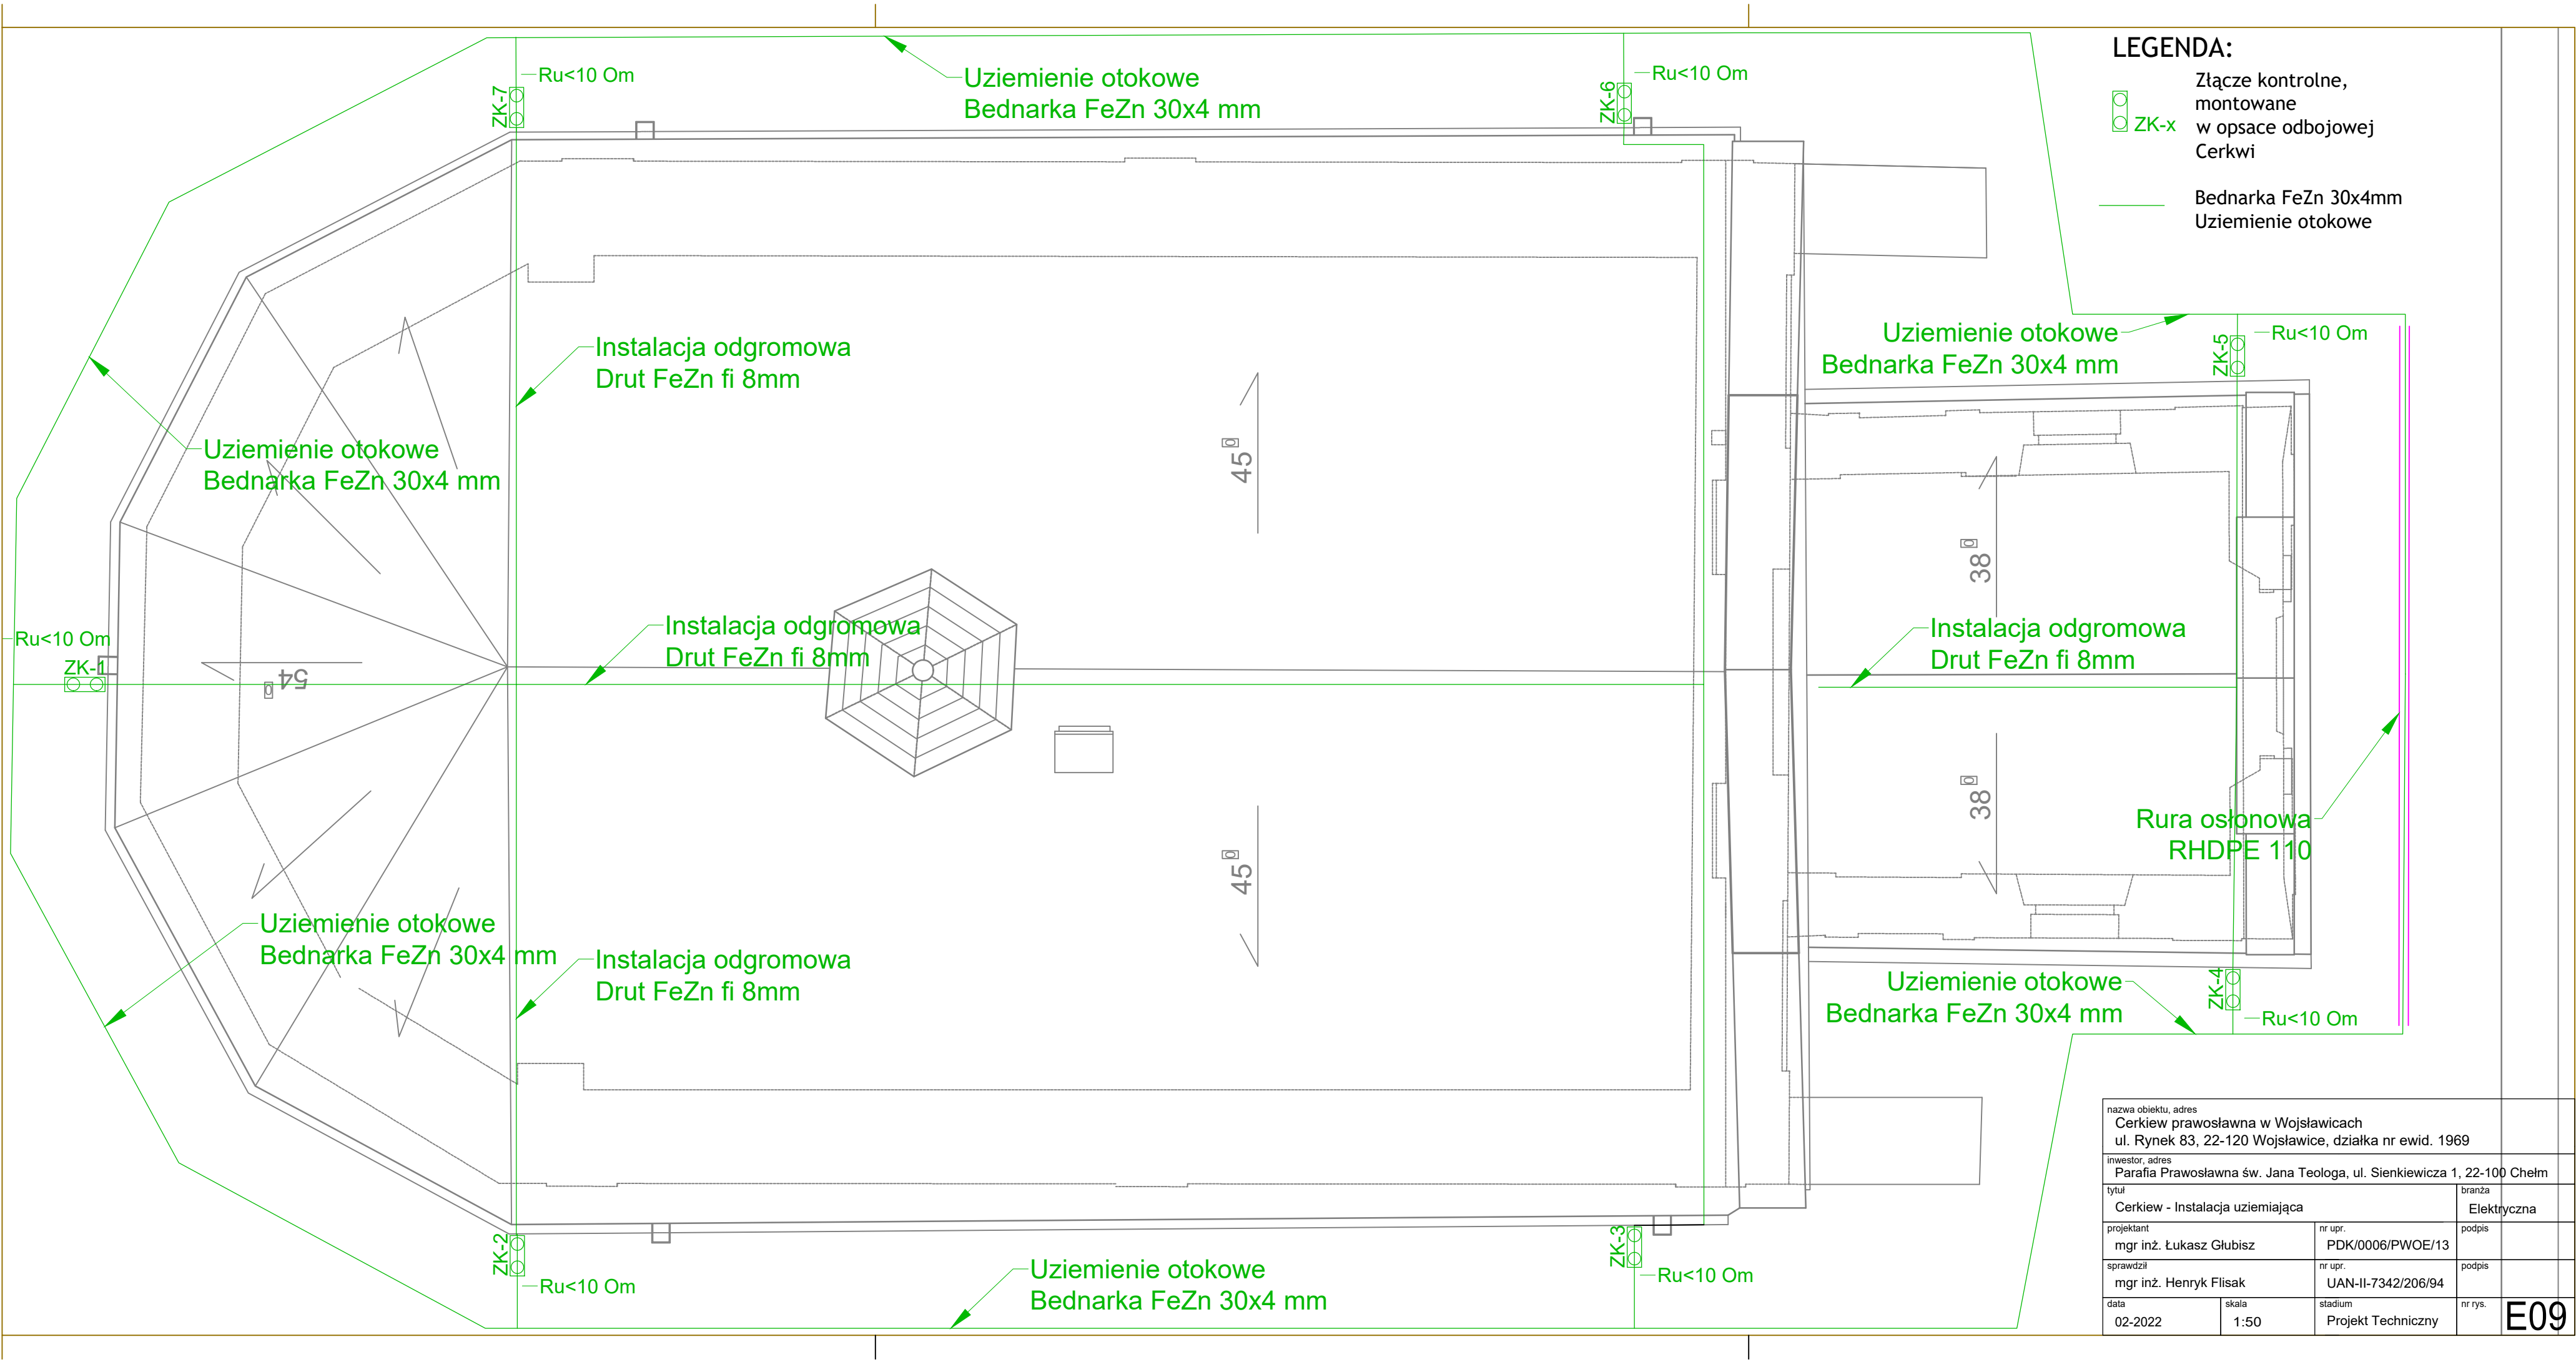 LEGENDA:
Złącze kontrolne,
montowane
w opsace odbojowej
Cerkwi
ZK-x
Bednarka FeZn 30x4mm
Uziemienie otokowe
Ru<10 Om
ZK-7
Uziemienie otokowe
Bednarka FeZn 30x4 mm
Ru<10 Om
ZK-6
Instalacja odgromowa
Drut FeZn fi 8mm
Uziemienie otokowe
Bednarka FeZn 30x4 mm
Ru<10 Om
ZK-5
Uziemienie otokowe
Bednarka FeZn 30x4 mm
45
38
Ru<10 Om
ZK-1
54
Instalacja odgromowa
Drut FeZn fi 8mm
Instalacja odgromowa
Drut FeZn fi 8mm
45
38
Rura osłonowa
RHDPE 110
Uziemienie otokowe
Bednarka FeZn 30x4 mm
Instalacja odgromowa
Drut FeZn fi 8mm
Uziemienie otokowe
Bednarka FeZn 30x4 mm
ZK-4
Ru<10 Om
ZK-2
Ru<10 Om
Uziemienie otokowe
Bednarka FeZn 30x4 mm
ZK-3
Ru<10 Om
nazwa obiektu, adres
Cerkiew prawosławna w Wojsławicach
ul. Rynek 83, 22-120 Wojsławice, działka nr ewid. 1969
inwestor, adres
Parafia Prawosławna św. Jana Teologa, ul. Sienkiewicza 1, 22-100 Chełm
tytuł
Cerkiew - Instalacja uziemiająca
branża
Elektryczna
projektant
mgr inż. Łukasz Głubisz
nr upr.
PDK/0006/PWOE/13
podpis
sprawdził
mgr inż. Henryk Flisak
nr upr.
UAN-II-7342/206/94
podpis
data
02-2022
skala
1:50
stadium
Projekt Techniczny
nr rys.
E09